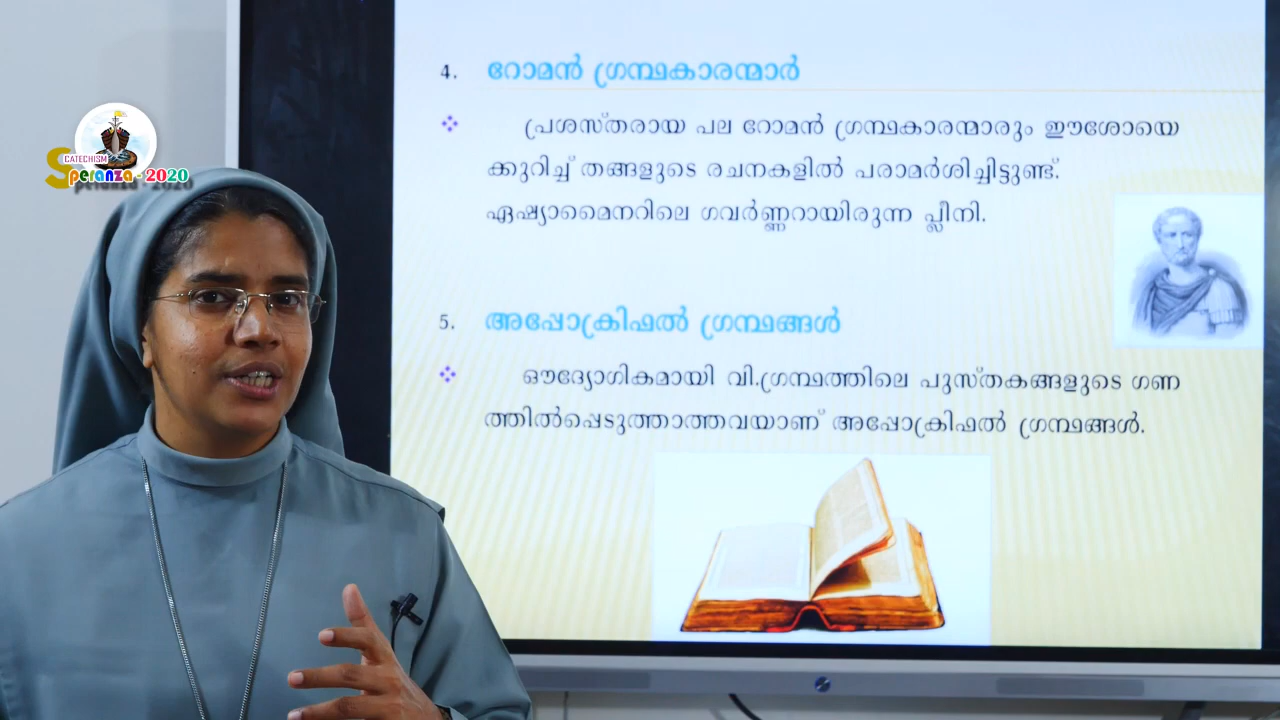 CATECHISM
Speranza - 2020
4. റോമൻ ഗ്രന്ഥകാരന്മാർ
പ്രശസ്തരായ പല റോമൻ ഗ്രന്ഥകാരന്മാരും ഈശോയെ
ക്കുറിച്ച് തങ്ങളുടെ രചനകളിൽ പരാമർശിച്ചിട്ടുണ്ട്.
ഏഷ്യാമൈനറിലെ ഗവർണ്ണറായിരുന്ന പ്ലീനി.
5. അപ്പോക്രിഫൽ ഗ്രന്ഥങ്ങൾ
ഔദ്യോഗികമായി വി.ഗ്രന്ഥത്തിലെ പുസ്തകങ്ങളുടെ ഗണ
ത്തിൽപ്പെടുത്താത്തവയാണ് അപ്പോക്രിഫൽ ഗ്രന്ഥങ്ങൾ.